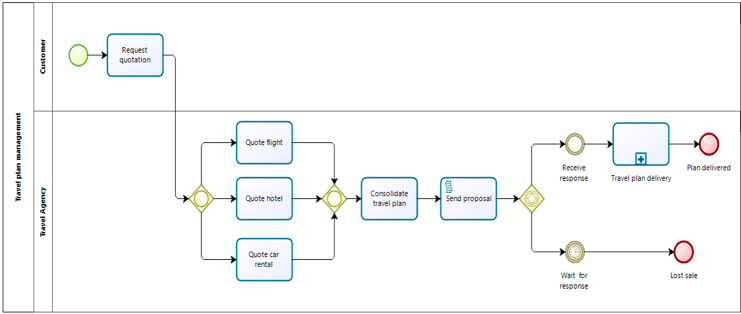 Travel plan management
Customer
Request
quotation
Travel Agency
Quote flight
Quote hotel
Quote car
rental
Consolidate
travel plan
Send proposal
Receive
response
Travel plan delivery
Plan delivered
Wait for
response
Lost sale